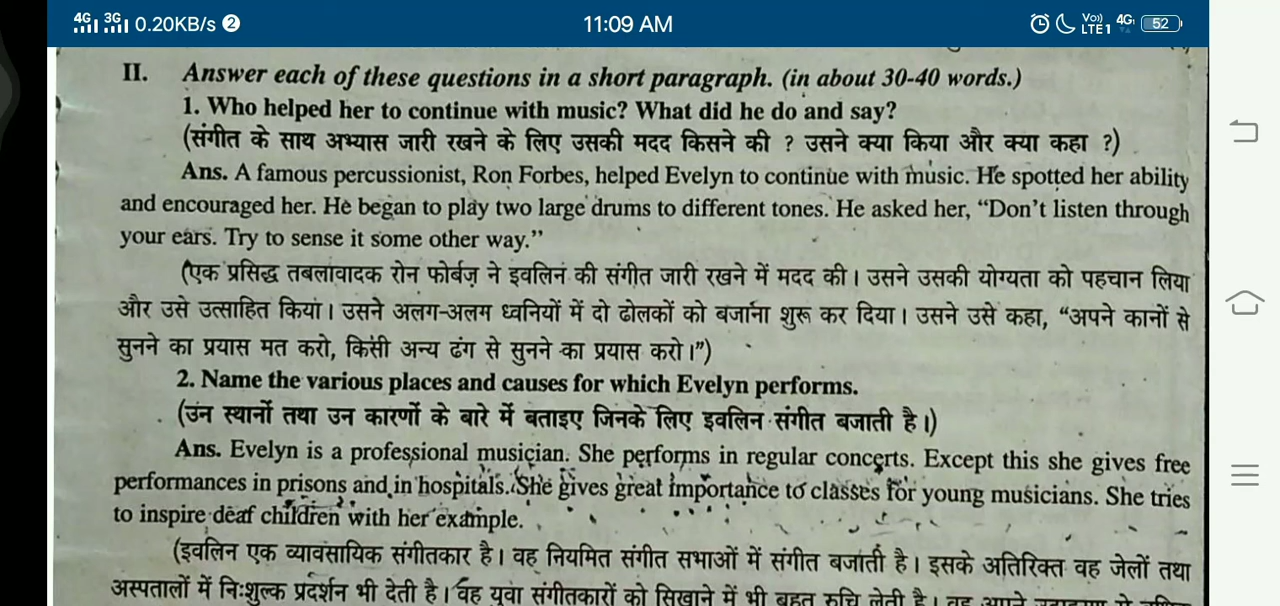 4G 3G 0.20KB/s 2 11:09 AM Vo) LTE1 4G 52
II. Answer each of these questions in a short paragraph. (in about 30-40 words.)
1. Who helped her to continue with music? What did he do and say?
(संगीत के साथ अभ्यास जारी रखने के लिए उसकी मदद किसने की ? उसने क्या किया और क्या कहा ?)
Ans. A famous percussionist, Ron Forbes, helped Evelyn to continue with music. He spotted her ability
and encouraged her. He began to play two large drums to different tones. He asked her, “Don’t listen through
your ears. Try to sense it some other way.”
(एक प्रसिद्ध तबलावादक रोन फोर्बज़ ने इवलिन की संगीत जारी रखने में मदद की। उसने उसकी योग्यता को पहचान लिया
और उसे उत्साहित किया। उसने अलग-अलम ध्वनियों में दो ढोलकों को बजाना शुरू कर दिया। उसने उसे कहा, “अपने कानों से
सुनने का प्रयास मत करो, किसी अन्य ढंग से सुनने का प्रयास करो।”)
2. Name the various places and causes for which Evelyn performs.
(उन स्थानों तथा उन कारणों के बारे में बताइए जिनके लिए इवलिन संगीत बजाती है।)
Ans. Evelyn is a professional musician. She performs in regular concerts. Except this she gives free
performances in prisons and in hospitals. She gives great importance to classes for young musicians. She tries
to inspire deaf children with her example.
(इवलिन एक व्यावसायिक संगीतकार है। वह नियमित संगीत सभाओं में संगीत बजाती है। इसके अतिरिक्त वह जेलों तथा
अस्पतालों में निःशुल्क प्रदर्शन भी देती है। वह युवा संगीतकारों को सिखाने में भी बहुत रुचि लेती है। वह अपने